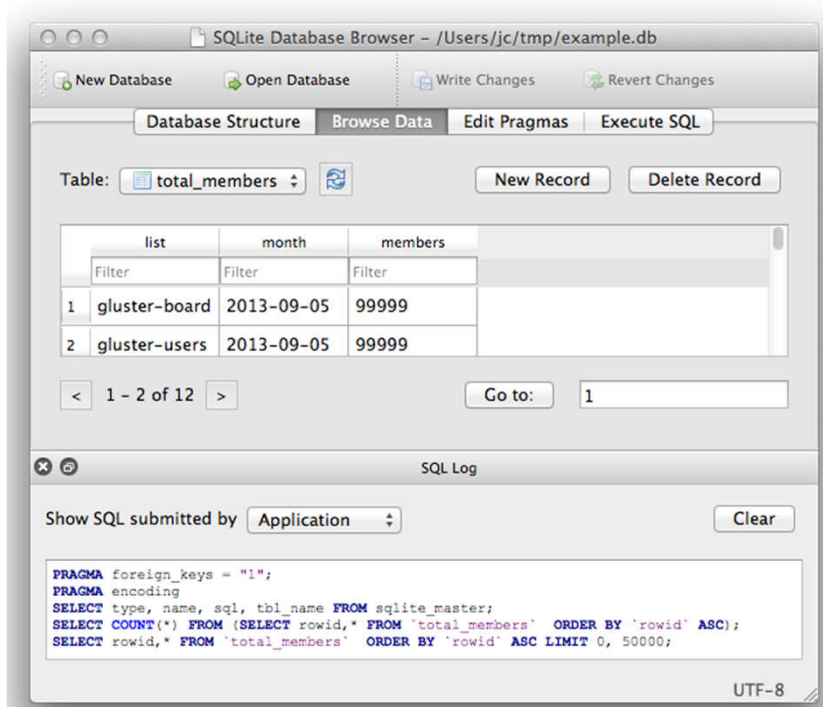 SQLite Database Browser - /Users/jc/tmp/example.db
New Database Open Database Write Changes Revert Changes
Database Structure Browse Data Edit Pragmas Execute SQL
Table: total_members New Record Delete Record
list month members
Filter Filter Filter
1 gluster-board 2013-09-05 99999
2 gluster-users 2013-09-05 99999
< 1 - 2 of 12 > Go to: 1
SQL Log
Show SQL submitted by Application Clear
PRAGMA foreign_keys = "1";
PRAGMA encoding
SELECT type, name, sql, tbl_name FROM sqlite_master;
SELECT COUNT(*) FROM (SELECT rowid,* FROM `total_members` ORDER BY `rowid` ASC);
SELECT rowid,* FROM `total_members` ORDER BY `rowid` ASC LIMIT 0, 50000;
UTF-8